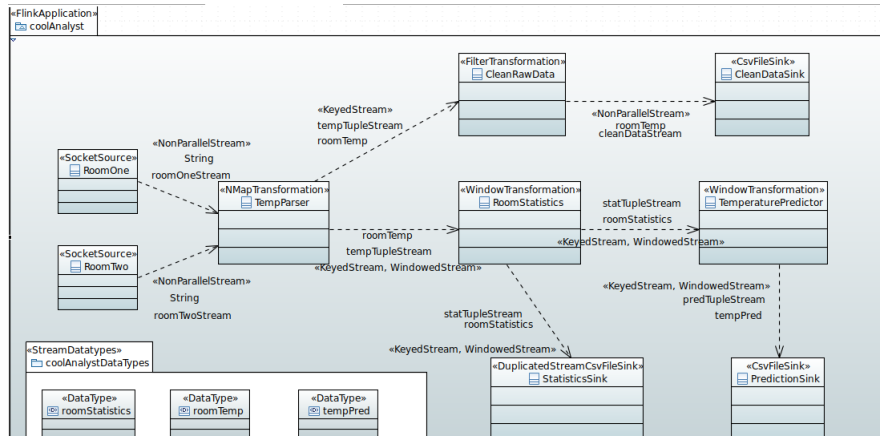 «FlinkApplication»
coolAnalyst
«FilterTransformation»
CleanRawData
«CsvFileSink»
CleanDataSink
«KeyedStream»
tempTupleStream
roomTemp
«NonParallelStream»
roomTemp
cleanDataStream
«SocketSource»
RoomOne
«NonParallelStream»
String
roomOneStream
«NMapTransformation»
TempParser
«WindowTransformation»
RoomStatistics
statTupleStream
roomStatistics
«KeyedStream, WindowedStream»
«WindowTransformation»
TemperaturePredictor
roomTemp
tempTupleStream
«KeyedStream, WindowedStream»
«SocketSource»
RoomTwo
«NonParallelStream»
String
roomTwoStream
«KeyedStream, WindowedStream»
predTupleStream
tempPred
statTupleStream
roomStatistics
«KeyedStream, WindowedStream»
«DuplicatedStreamCsvFileSink»
StatisticsSink
«CsvFileSink»
PredictionSink
«StreamDatatypes»
coolAnalystDataTypes
«DataType»
roomStatistics
«DataType»
roomTemp
«DataType»
tempPred